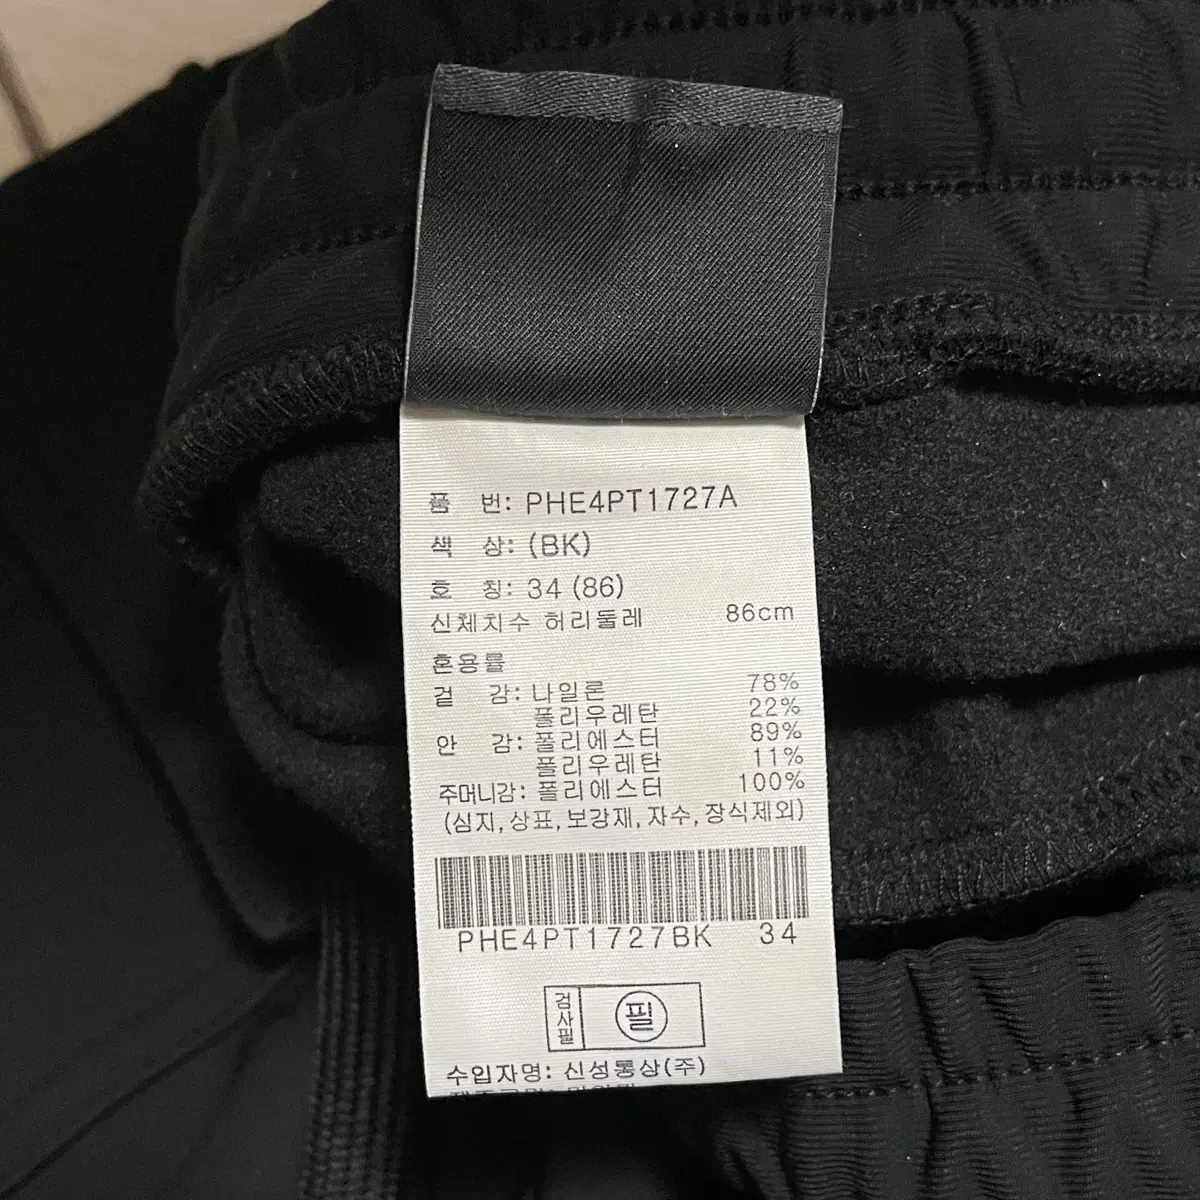 품 번: PHE4PT1727A
색 상: (BK)
호 칭: 34 (86)
신체치수 허리둘레 86cm
혼용률
겉 감: 나일론 78%
폴리우레탄 22%
안 감: 폴리에스터 89%
폴리우레탄 11%
주머니감: 폴리에스터 100%
(심지, 상표, 보강재, 자수, 장식제외)
PHE4PT1727BK 34
검사필 필
수입자명: 신성통상(주)